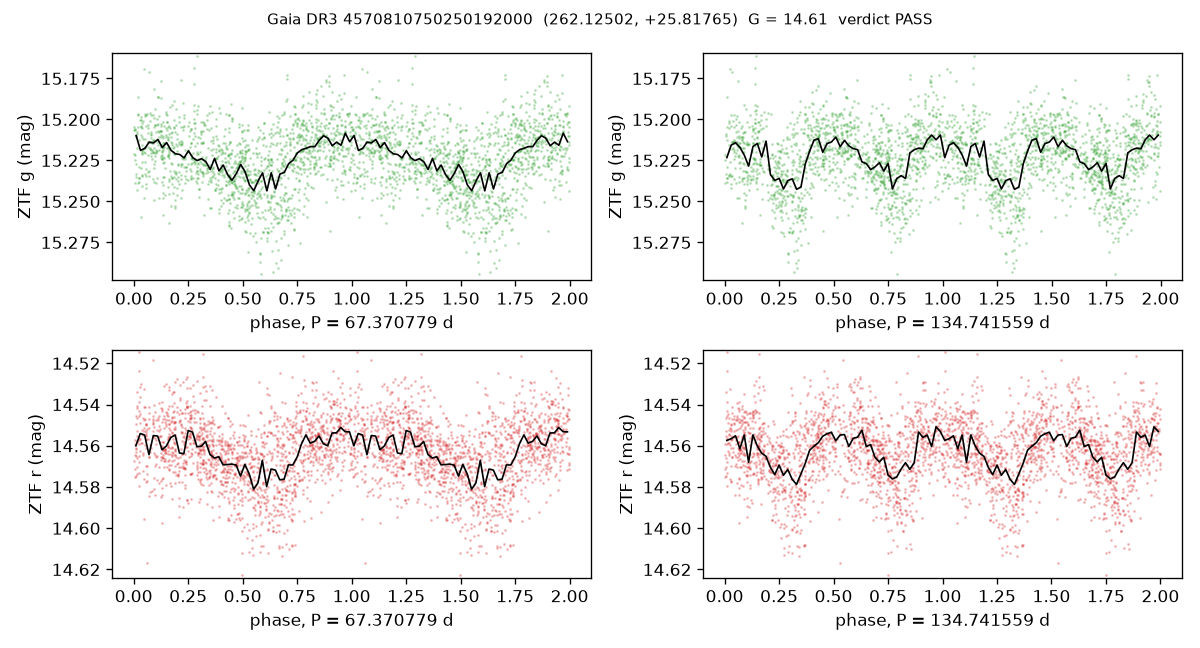 Gaia DR3 4570810750250192000 (262.12502, +25.81765) G = 14.61 verdict PASS
ZTF g (mag)
15.175
15.200
15.225
15.250
15.275
0.00 0.25 0.50 0.75 1.00 1.25 1.50 1.75 2.00
phase, P = 67.370779 d
ZTF g (mag)
15.175
15.200
15.225
15.250
15.275
0.00 0.25 0.50 0.75 1.00 1.25 1.50 1.75 2.00
phase, P = 134.741559 d
ZTF r (mag)
14.52
14.54
14.56
14.58
14.60
14.62
0.00 0.25 0.50 0.75 1.00 1.25 1.50 1.75 2.00
phase, P = 67.370779 d
ZTF r (mag)
14.52
14.54
14.56
14.58
14.60
14.62
0.00 0.25 0.50 0.75 1.00 1.25 1.50 1.75 2.00
phase, P = 134.741559 d